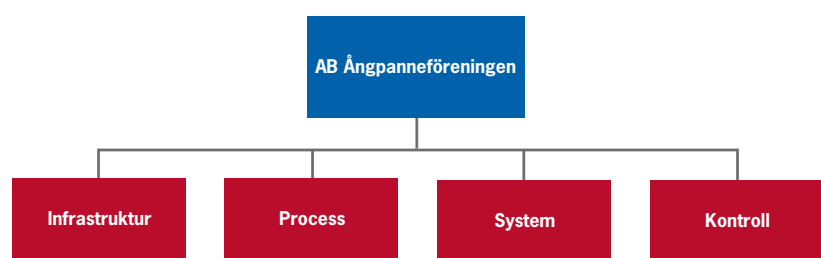 AB Ångpanneföreningen
Infrastruktur
Process
System
Kontroll